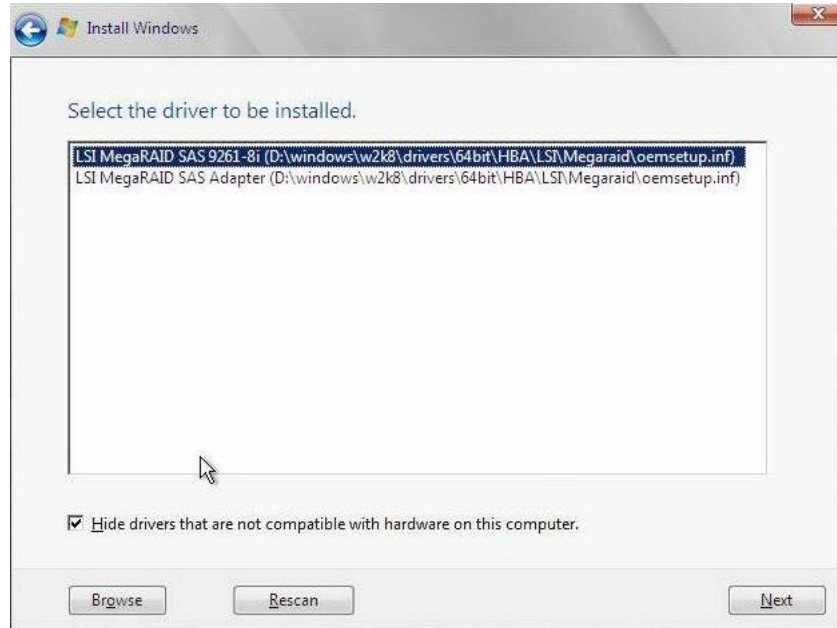 Install Windows
Select the driver to be installed.
LSI MegaRAID SAS 9261-8i (D:\windows\w2k8\drivers\64bit\HBA\LSI\Megaraid\oemsetup.inf)
LSI MegaRAID SAS Adapter (D:\windows\w2k8\drivers\64bit\HBA\LSI\Megaraid\oemsetup.inf)
Hide drivers that are not compatible with hardware on this computer.
Browse
Rescan
Next